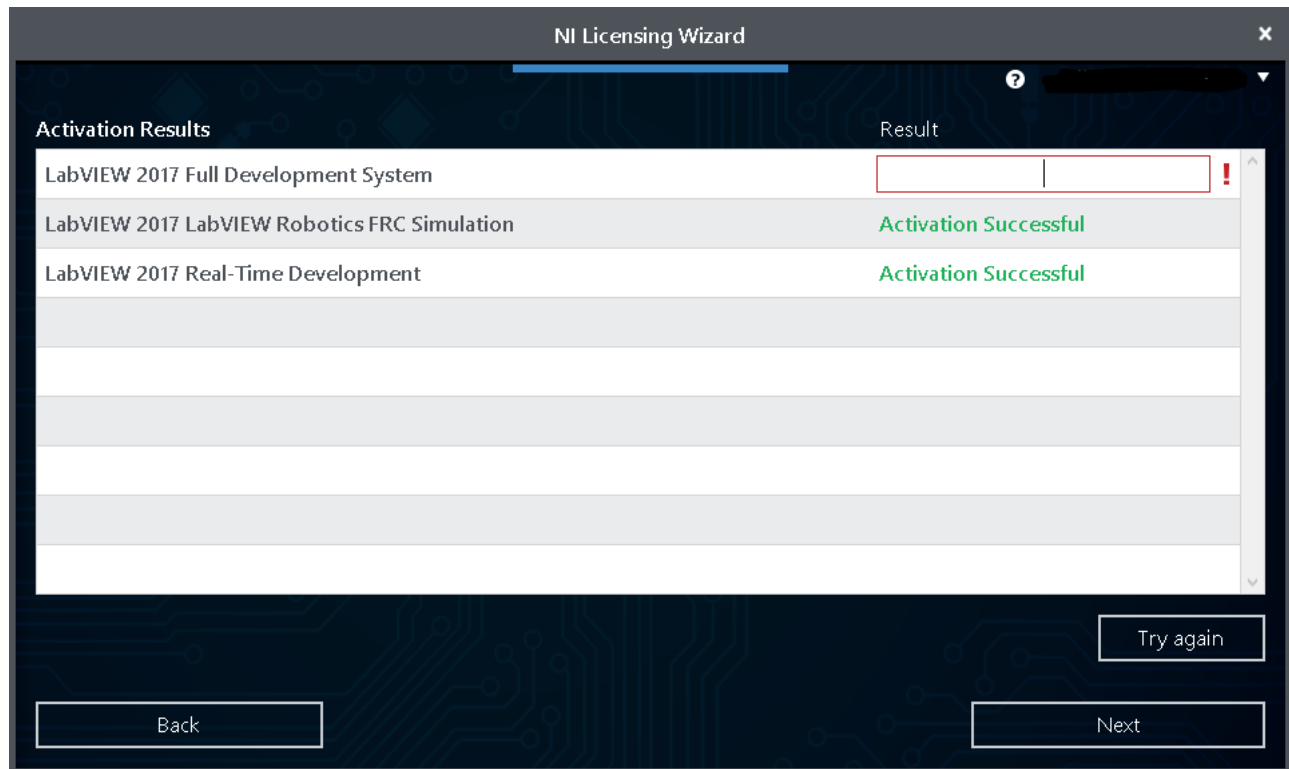 NI Licensing Wizard
Activation Results Result
LabVIEW 2017 Full Development System !
LabVIEW 2017 LabVIEW Robotics FRC Simulation Activation Successful
LabVIEW 2017 Real-Time Development Activation Successful
Try again
Back Next